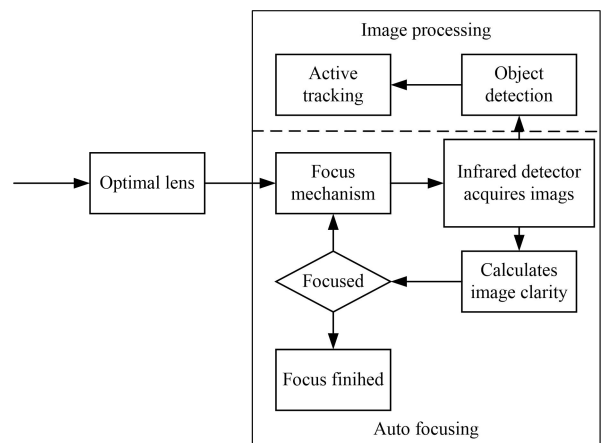 Image processing
Active
tracking
Object
detection
Optimal lens
Focus
mechanism
Infrared detector
acquires imags
Focused
Calculates
image clarity
Focus finihed
Auto focusing